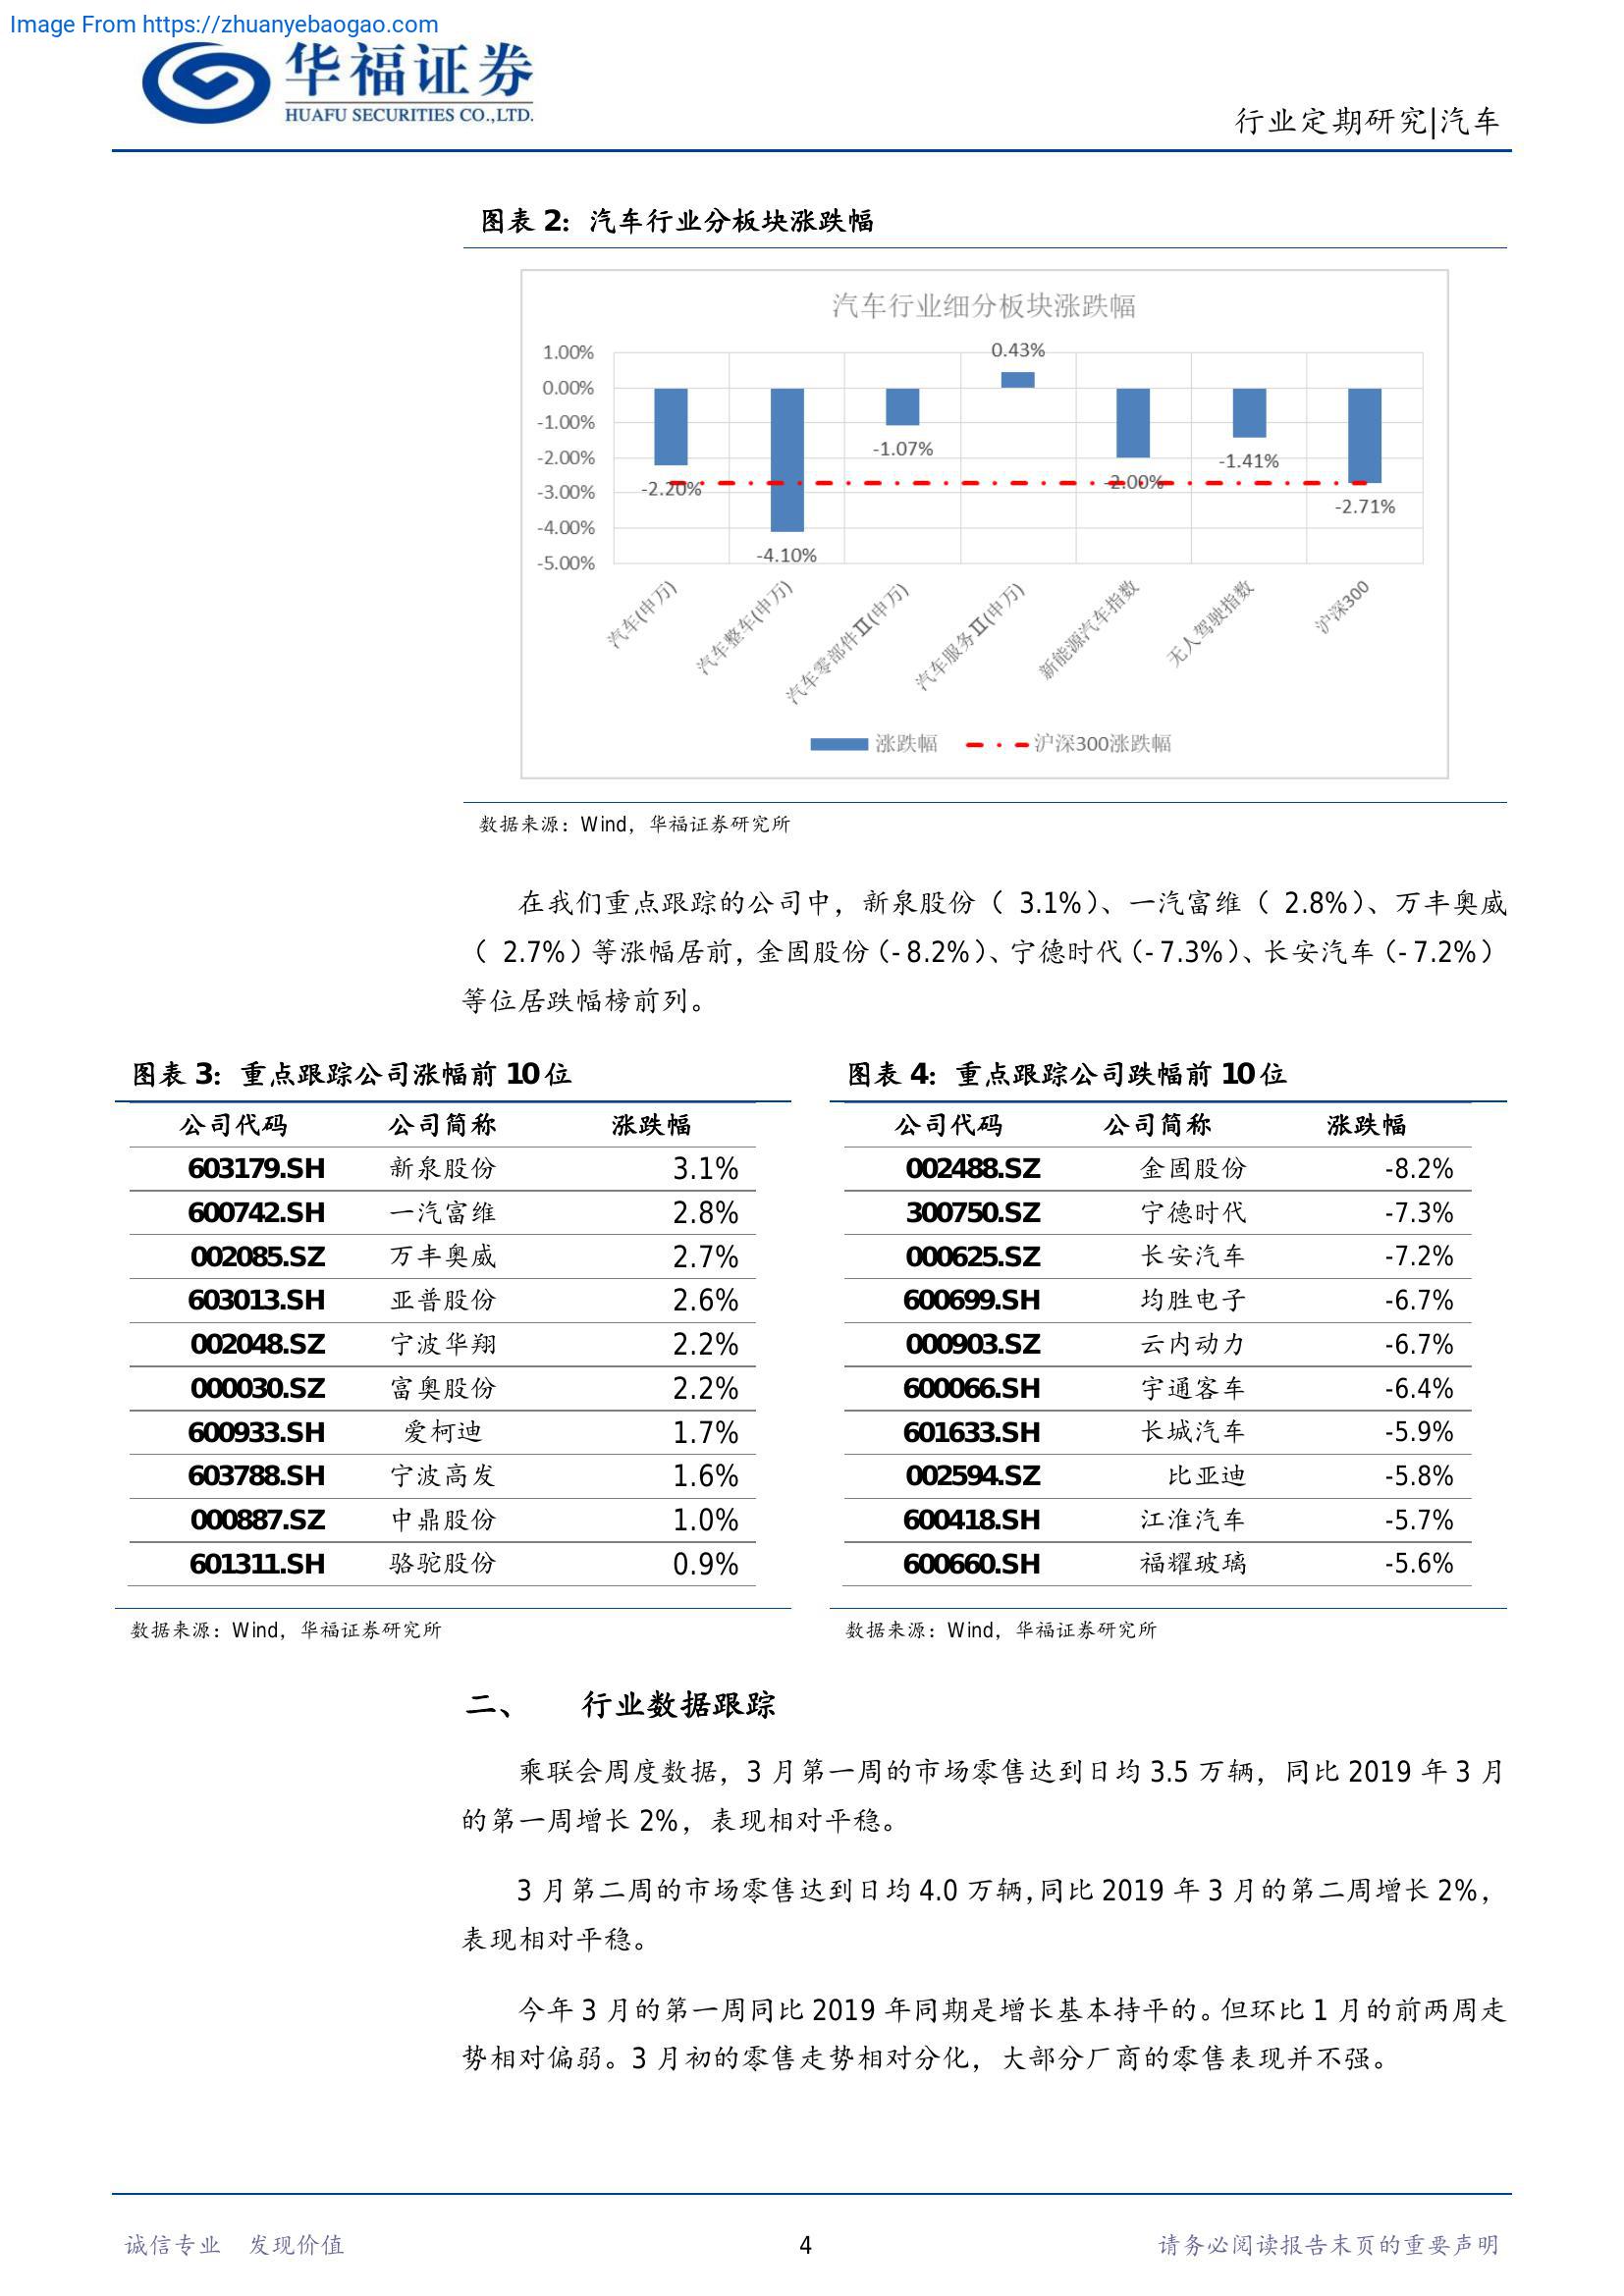 Image From https://zhuanyebaogao.com
华福证券
HUAFU SECURITIES CO.,LTD.
行业定期研究|汽车
图表 2：汽车行业分板块涨跌幅
汽车行业细分板块涨跌幅
1.00%
0.00%
-1.00%
-2.00%
-3.00%
-4.00%
-5.00%
-2.20%
-4.10%
-1.07%
0.43%
-2.00%
-1.41%
-2.71%
汽车(申万)
汽车整车(申万)
汽车零部件Ⅱ(申万)
汽车服务Ⅱ(申万)
新能源汽车指数
无人驾驶指数
沪深300
涨跌幅 沪深300涨跌幅
数据来源：Wind，华福证券研究所
在我们重点跟踪的公司中，新泉股份（ 3.1%）、一汽富维（ 2.8%）、万丰奥威
（ 2.7%）等涨幅居前，金固股份（-8.2%）、宁德时代（-7.3%）、长安汽车（-7.2%）
等位居跌幅榜前列。
图表 3：重点跟踪公司涨幅前 10 位
公司代码 公司简称 涨跌幅
603179.SH 新泉股份 3.1%
600742.SH 一汽富维 2.8%
002085.SZ 万丰奥威 2.7%
603013.SH 亚普股份 2.6%
002048.SZ 宁波华翔 2.2%
000030.SZ 富奥股份 2.2%
600933.SH 爱柯迪 1.7%
603788.SH 宁波高发 1.6%
000887.SZ 中鼎股份 1.0%
601311.SH 骆驼股份 0.9%
数据来源：Wind，华福证券研究所
图表 4：重点跟踪公司跌幅前 10 位
公司代码 公司简称 涨跌幅
002488.SZ 金固股份 -8.2%
300750.SZ 宁德时代 -7.3%
000625.SZ 长安汽车 -7.2%
600699.SH 均胜电子 -6.7%
000903.SZ 云内动力 -6.7%
600066.SH 宇通客车 -6.4%
601633.SH 长城汽车 -5.9%
002594.SZ 比亚迪 -5.8%
600418.SH 江淮汽车 -5.7%
600660.SH 福耀玻璃 -5.6%
数据来源：Wind，华福证券研究所
二、 行业数据跟踪
乘联会周度数据，3 月第一周的市场零售达到日均 3.5 万辆，同比 2019 年 3 月
的第一周增长 2%，表现相对平稳。
3 月第二周的市场零售达到日均 4.0 万辆，同比 2019 年 3 月的第二周增长 2%，
表现相对平稳。
今年 3 月的第一周同比 2019 年同期是增长基本持平的。但环比 1 月的前两周走
势相对偏弱。3 月初的零售走势相对分化，大部分厂商的零售表现并不强。
诚信专业 发现价值 4 请务必阅读报告末页的重要声明